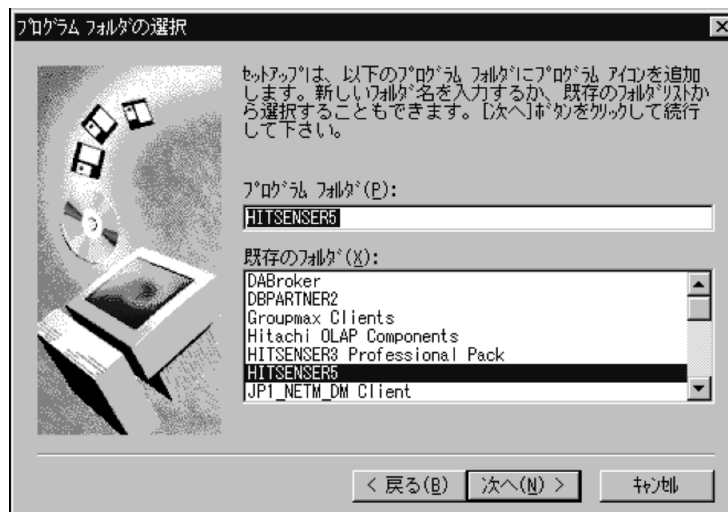 ﾌﾟﾛｸﾞﾗﾑ ﾌｫﾙﾀﾞの選択
ｾｯﾄｱｯﾌﾟは、以下のﾌﾟﾛｸﾞﾗﾑ ﾌｫﾙﾀﾞにﾌﾟﾛｸﾞﾗﾑ ｱｲｺﾝを追加
します。新しいﾌｫﾙﾀﾞ名を入力するか、既存のﾌｫﾙﾀﾞﾘｽﾄか
ら選択することもできます。[次へ]ﾎﾞﾀﾝをｸﾘｯｸして続行
して下さい。
ﾌﾟﾛｸﾞﾗﾑ ﾌｫﾙﾀﾞ(P):
HITSENSER5
既存のﾌｫﾙﾀﾞ(X):
DABroker
DBPARTNER2
Groupmax Clients
Hitachi OLAP Components
HITSENSER3 Professional Pack
HITSENSER5
JP1_NETM_DM Client
< 戻る(B) 次へ(N) > ｷｬﾝｾﾙ